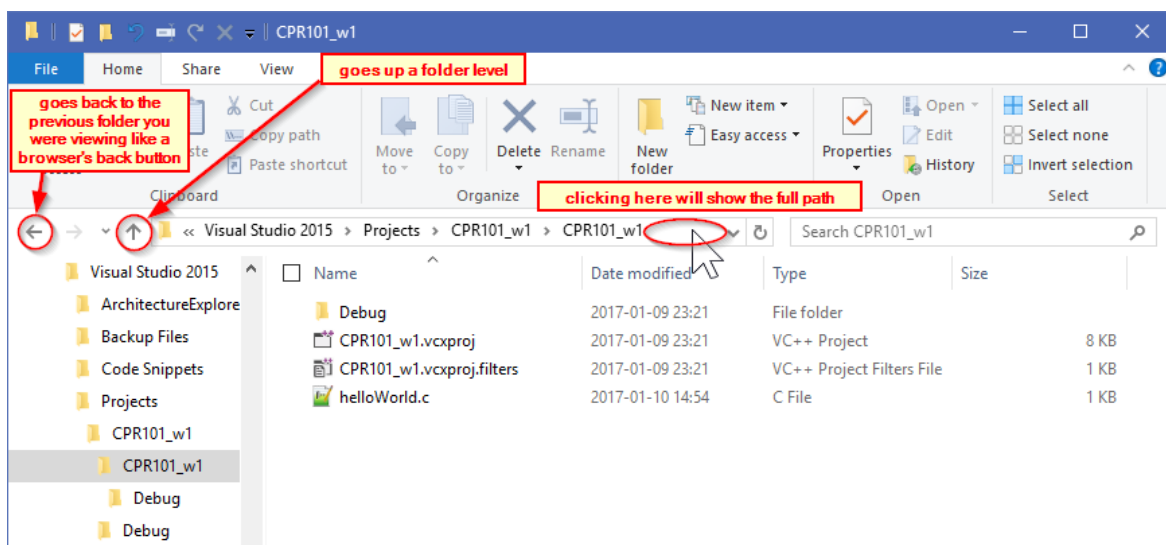 CPR101_w1
File Home Share View
goes up a folder level
goes back to the
previous folder you
were viewing like a
browser's back button
Cut
Copy path
Paste shortcut
Clipboard
Move
to
Copy
to
Delete
Rename
Organize
New
folder
New item
Easy access
Properties
Open
Edit
History
Open
Select all
Select none
Invert selection
Select
clicking here will show the full path
« Visual Studio 2015 > Projects > CPR101_w1 > CPR101_w1
Search CPR101_w1
Visual Studio 2015
ArchitectureExplore
Backup Files
Code Snippets
Projects
CPR101_w1
CPR101_w1
Debug
Debug
Name Date modified Type Size
Debug 2017-01-09 23:21 File folder
CPR101_w1.vcxproj 2017-01-09 23:21 VC++ Project 8 KB
CPR101_w1.vcxproj.filters 2017-01-09 23:21 VC++ Project Filters File 1 KB
helloWorld.c 2017-01-10 14:54 C File 1 KB